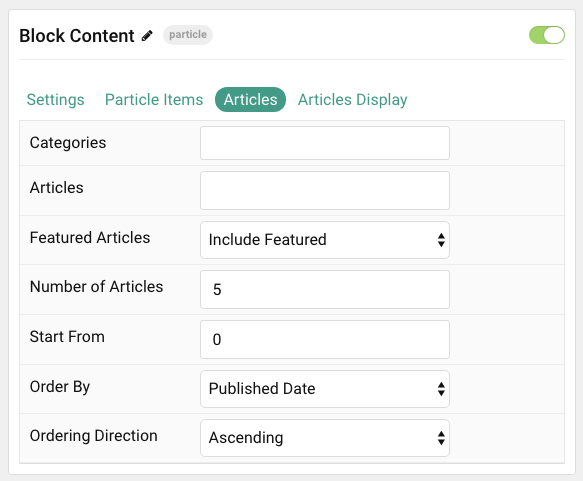 Block Content particle
Settings Particle Items Articles Articles Display
Categories
Articles
Featured Articles Include Featured
Number of Articles 5
Start From 0
Order By Published Date
Ordering Direction Ascending